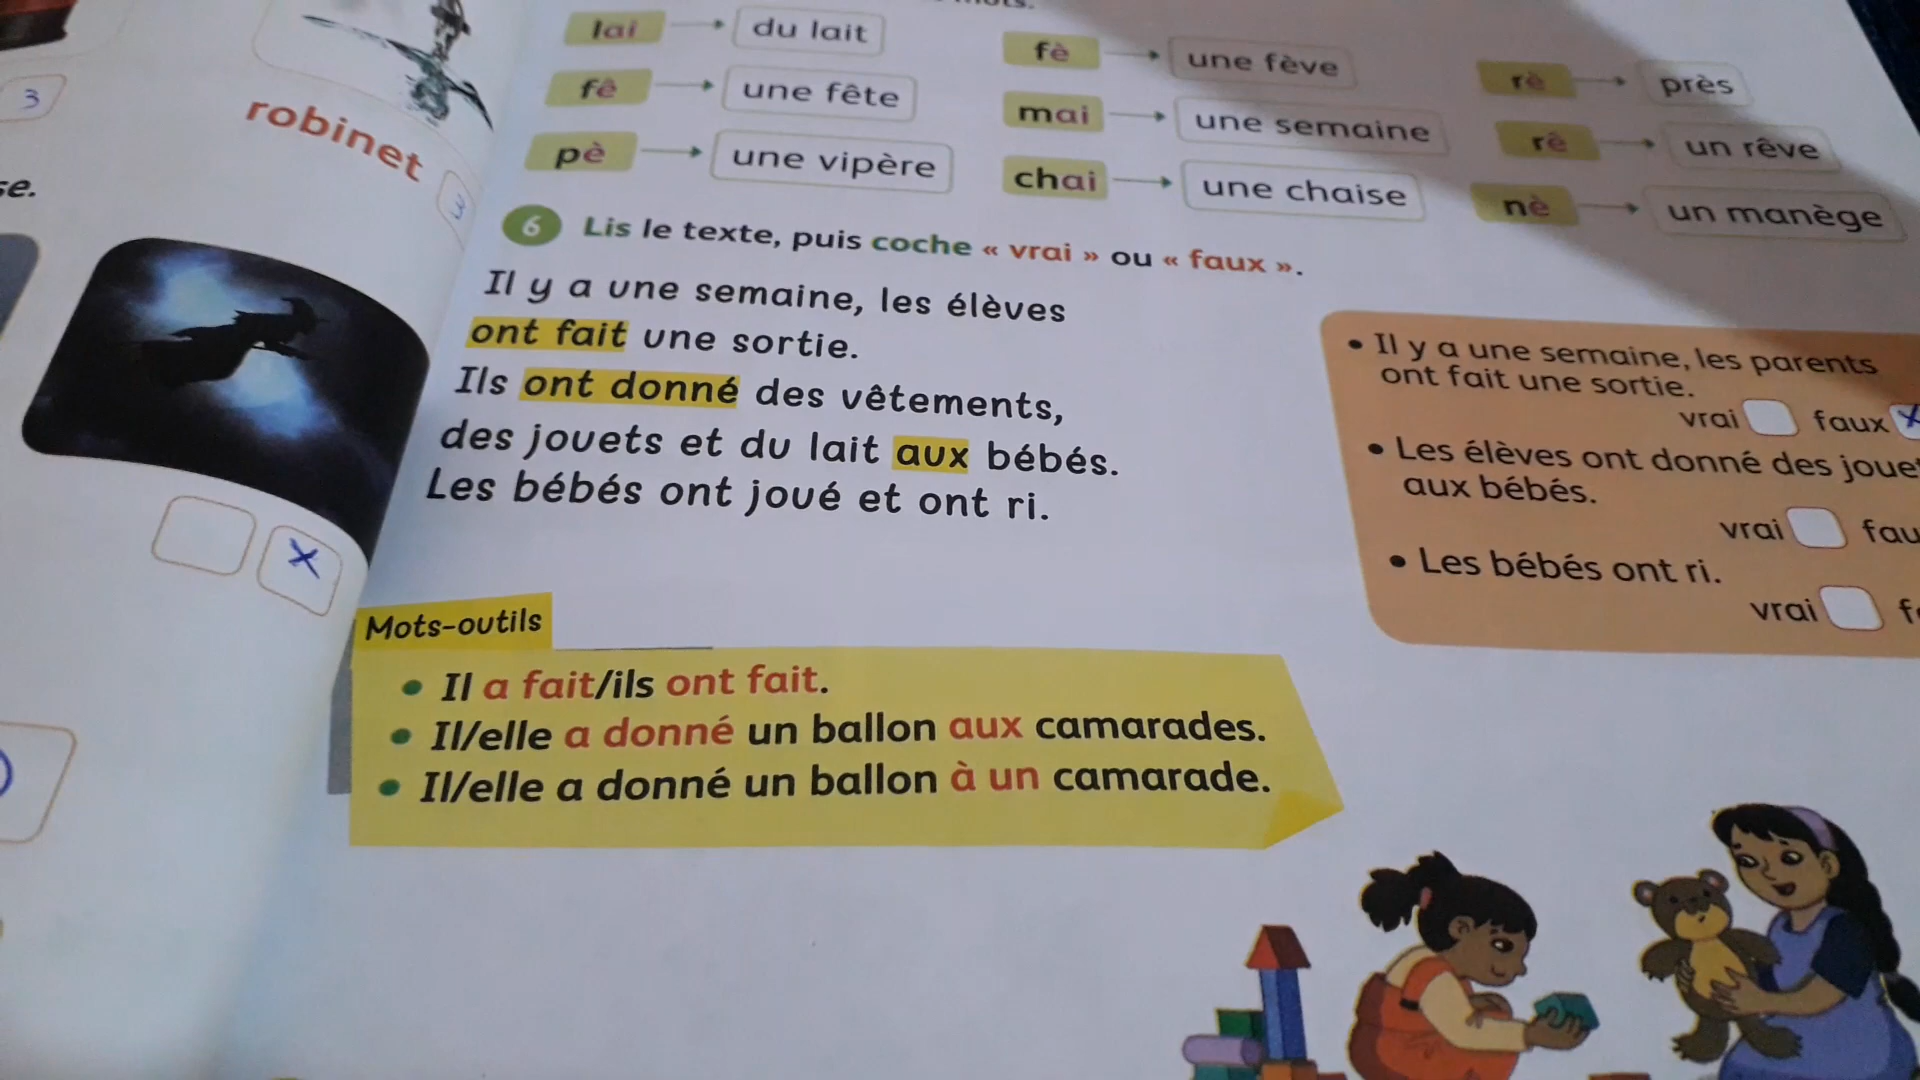 3
robinet
3
se.
lai du lait
fê une fête
pè une vipère
fè une fève
mai une semaine
chai une chaise
rè près
rê un rêve
nè un manège
6 Lis le texte, puis coche « vrai » ou « faux ».
Il y a une semaine, les élèves
ont fait une sortie.
Ils ont donné des vêtements,
des jouets et du lait aux bébés.
Les bébés ont joué et ont ri.
• Il y a une semaine, les parents
ont fait une sortie.
vrai faux X
• Les élèves ont donné des joue
aux bébés.
vrai fau
• Les bébés ont ri.
vrai f
X
Mots-outils
• Il a fait/ils ont fait.
• Il/elle a donné un ballon aux camarades.
• Il/elle a donné un ballon à un camarade.